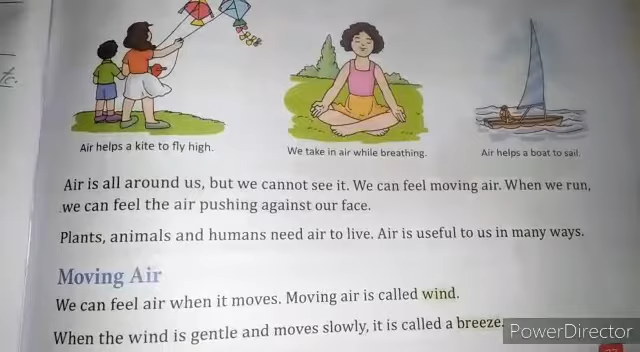 Air helps a kite to fly high.
We take in air while breathing.
Air helps a boat to sail.
Air is all around us, but we cannot see it. We can feel moving air. When we run,
we can feel the air pushing against our face.
Plants, animals and humans need air to live. Air is useful to us in many ways.
Moving Air
We can feel air when it moves. Moving air is called wind.
When the wind is gentle and moves slowly, it is called a breeze.
PowerDirector